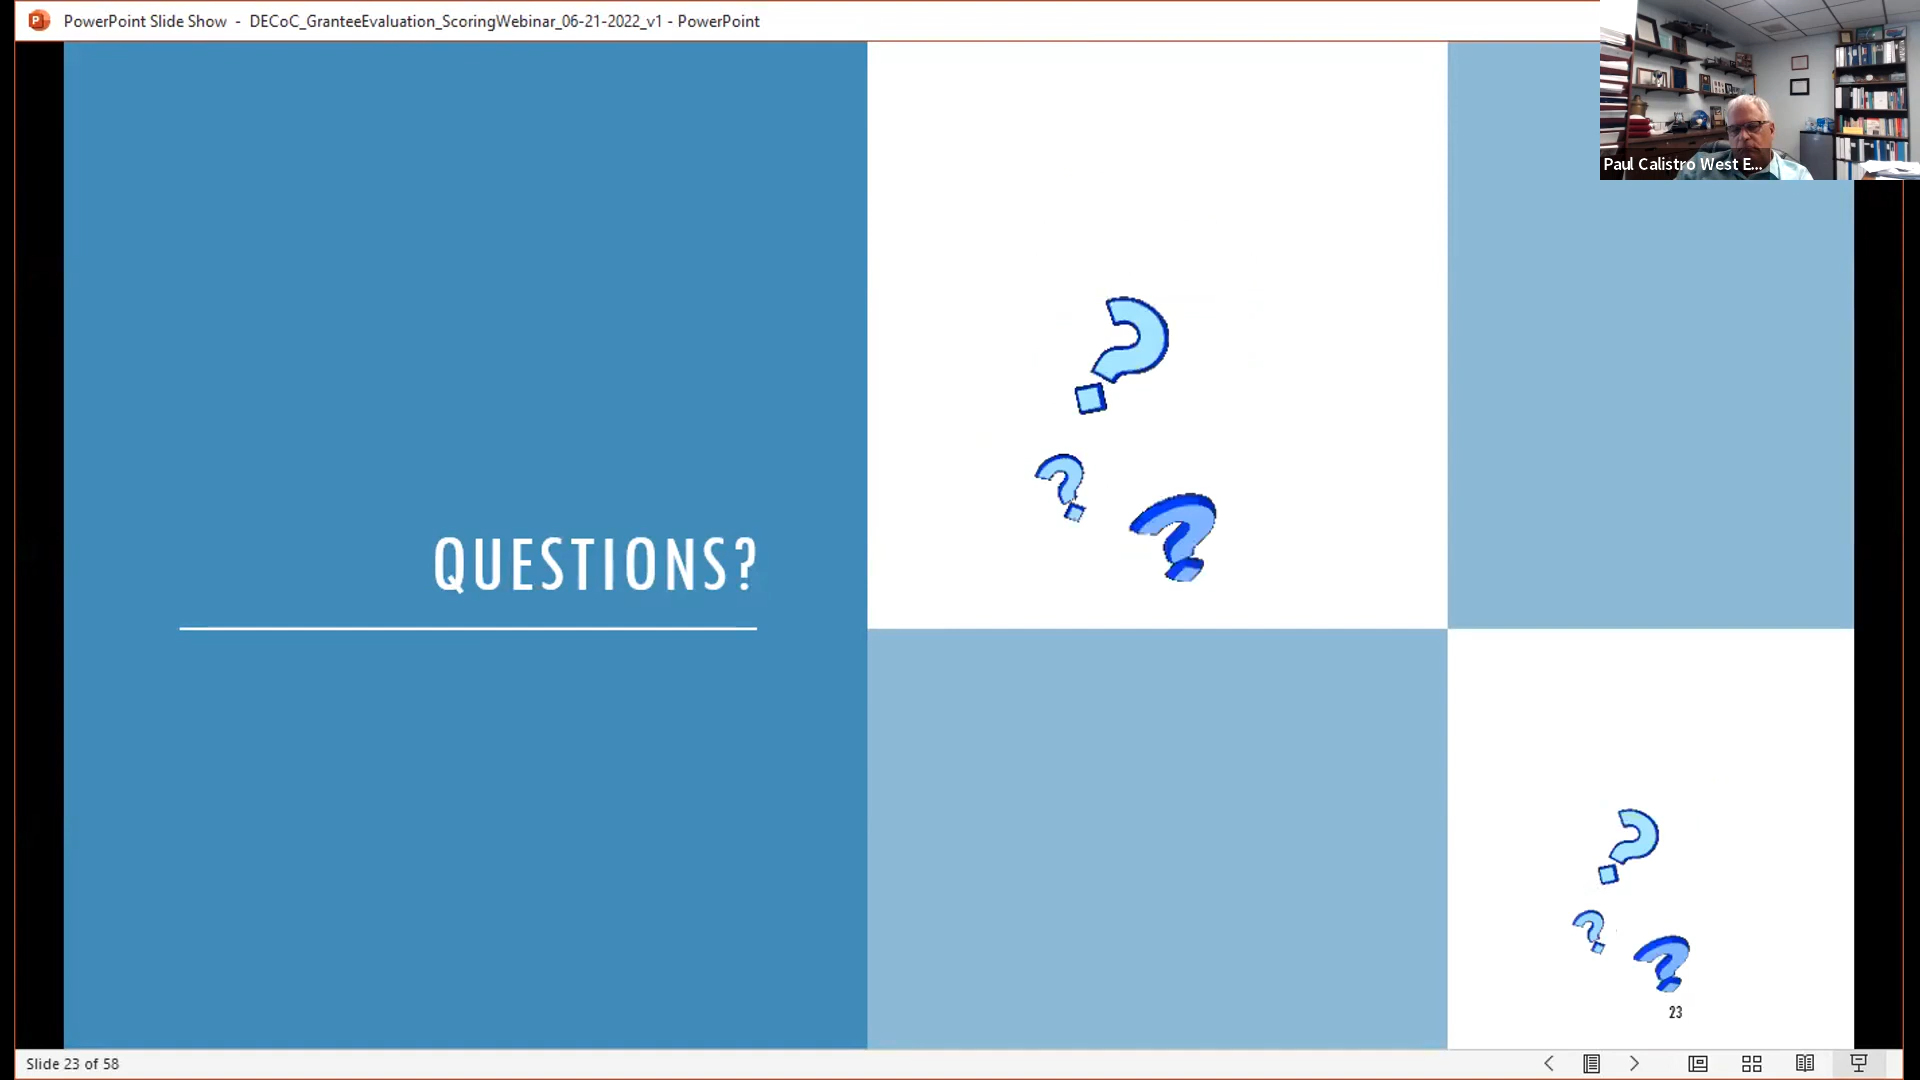 PowerPoint Slide Show - DECoC_GranteeEvaluation_ScoringWebinar_06-21-2022_v1 - PowerPoint
Paul Calistro West E...
QUESTIONS?
23
Slide 23 of 58